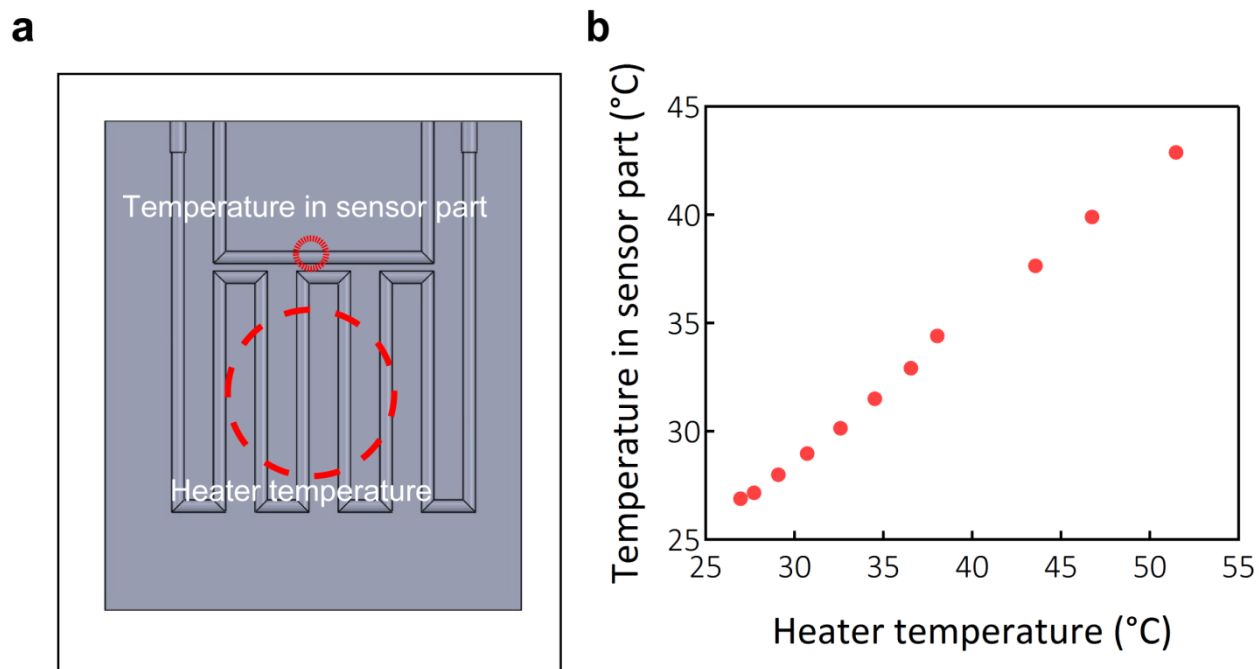 a
Temperature in sensor part
Heater temperature
b
Temperature in sensor part (°C)
45
40
35
30
25
25 30 35 40 45 50 55
Heater temperature (°C)